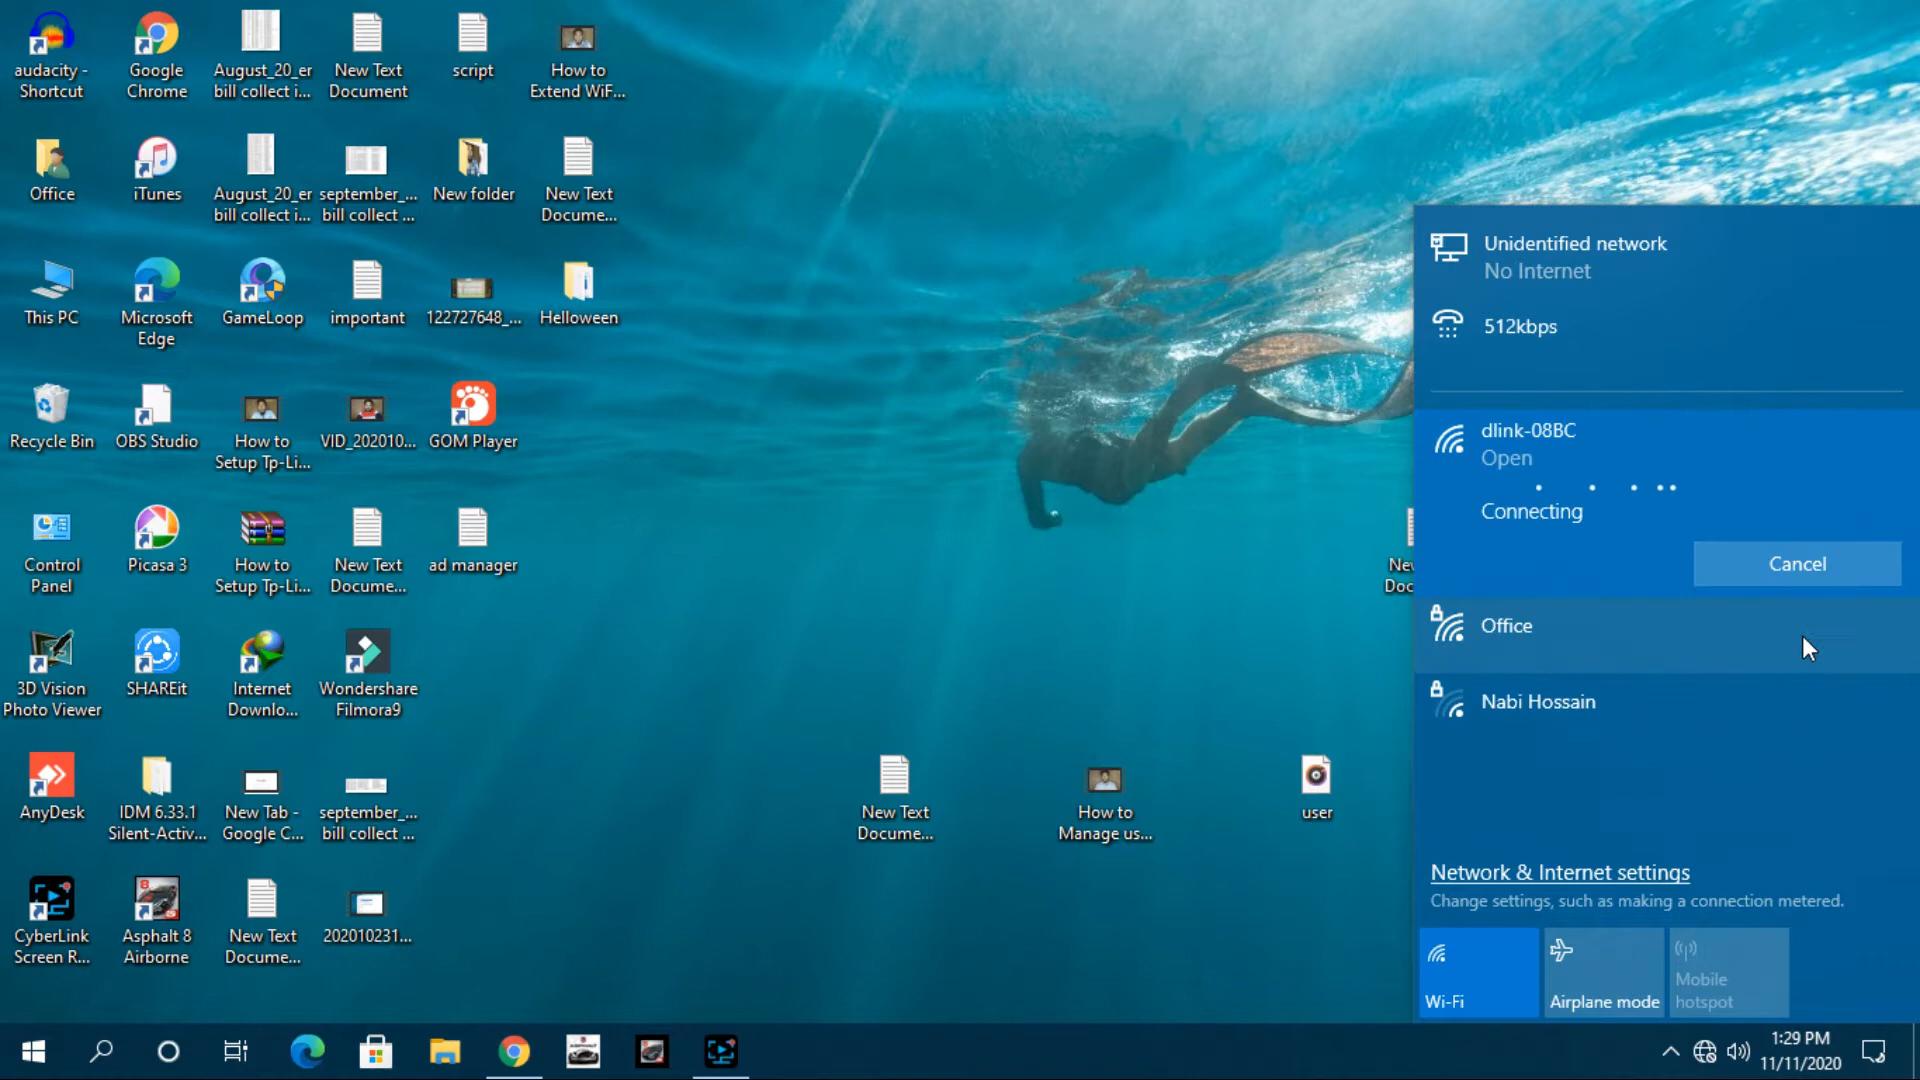 audacity -
Shortcut
Google
Chrome
August_20_er
bill collect i...
New Text
Document
script
How to
Extend WiF...
Office
iTunes
August_20_er
bill collect i...
september_...
bill collect ...
New folder
New Text
Docume...
This PC
Microsoft
Edge
GameLoop
important
122727648_...
Helloween
Recycle Bin
OBS Studio
How to
Setup Tp-Li...
VID_202010...
GOM Player
Control
Panel
Picasa 3
How to
Setup Tp-Li...
New Text
Docume...
ad manager
3D Vision
Photo Viewer
SHAREit
Internet
Downlo...
Wondershare
Filmora9
AnyDesk
IDM 6.33.1
Silent-Activ...
New Tab -
Google C...
september_...
bill collect ...
CyberLink
Screen R...
Asphalt 8
Airborne
New Text
Docume...
202010231...
New Text
Docume...
How to
Manage us...
user
Unidentified network
No Internet
512kbps
dlink-08BC
Open
Connecting
Cancel
Office
Nabi Hossain
Network & Internet settings
Change settings, such as making a connection metered.
Wi-Fi
Airplane mode
Mobile
hotspot
1:29 PM
11/11/2020